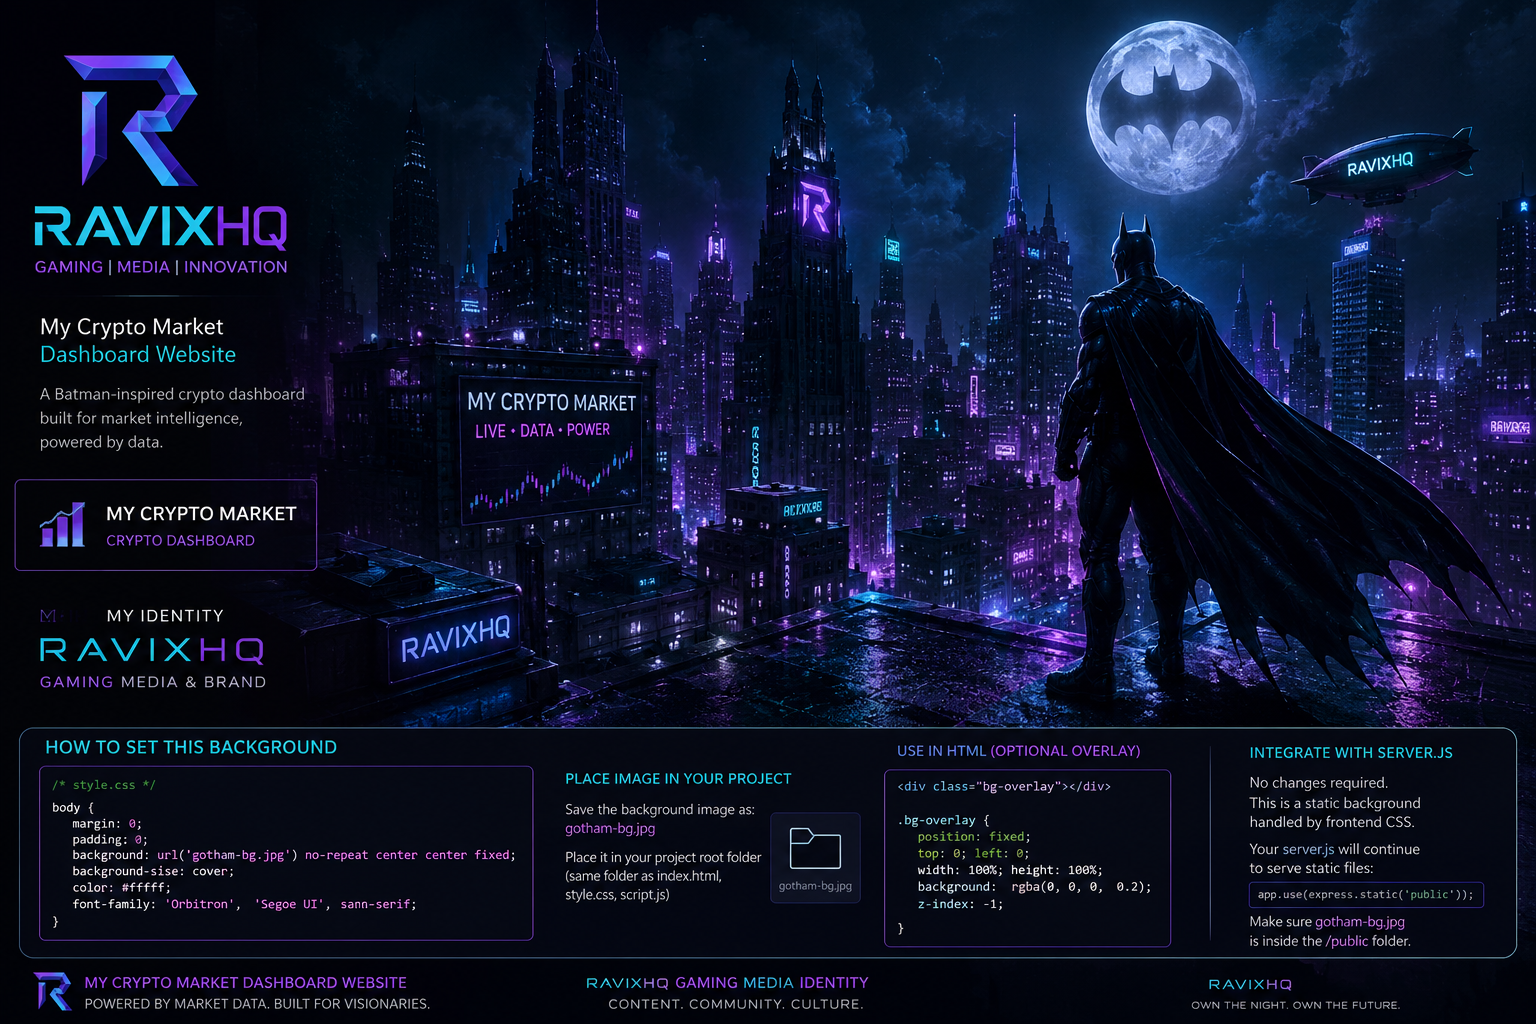 RAVIXHQ
GAMING | MEDIA | INNOVATION
My Crypto Market
Dashboard Website
A Batman-inspired crypto dashboard
built for market intelligence,
powered by data.
MY CRYPTO MARKET
CRYPTO DASHBOARD
MY IDENTITY
RAVIXHQ
GAMING MEDIA & BRAND
MY CRYPTO MARKET
LIVE • DATA • POWER
RAVIXHQ
R
RAVIXHQ
HOW TO SET THIS BACKGROUND
/* style.css */
body {
margin: 0;
padding: 0;
background: url('gotham-bg.jpg') no-repeat center center fixed;
background-sise: cover;
color: #fffff;
font-family: 'Orbitron', 'Segoe UI', sann-serif;
}
PLACE IMAGE IN YOUR PROJECT
Save the background image as:
gotham-bg.jpg
Place it in your project root folder
(same folder as index.html,
style.css, script.js)
gotham-bg.jpg
USE IN HTML (OPTIONAL OVERLAY)
<div class="bg-overlay"></div>
.bg-overlay {
position: fixed;
top: 0; left: 0;
width: 100%; height: 100%;
background: rgba(0, 0, 0, 0.2);
z-index: -1;
}
INTEGRATE WITH SERVER.JS
No changes required.
This is a static background
handled by frontend CSS.
Your server.js will continue
to serve static files:
app.use(express.static('public'));
Make sure gotham-bg.jpg
is inside the /public folder.
MY CRYPTO MARKET DASHBOARD WEBSITE
POWERED BY MARKET DATA. BUILT FOR VISIONARIES.
RAVIXHQ GAMING MEDIA IDENTITY
CONTENT. COMMUNITY. CULTURE.
RAVIXHQ
OWN THE NIGHT. OWN THE FUTURE.